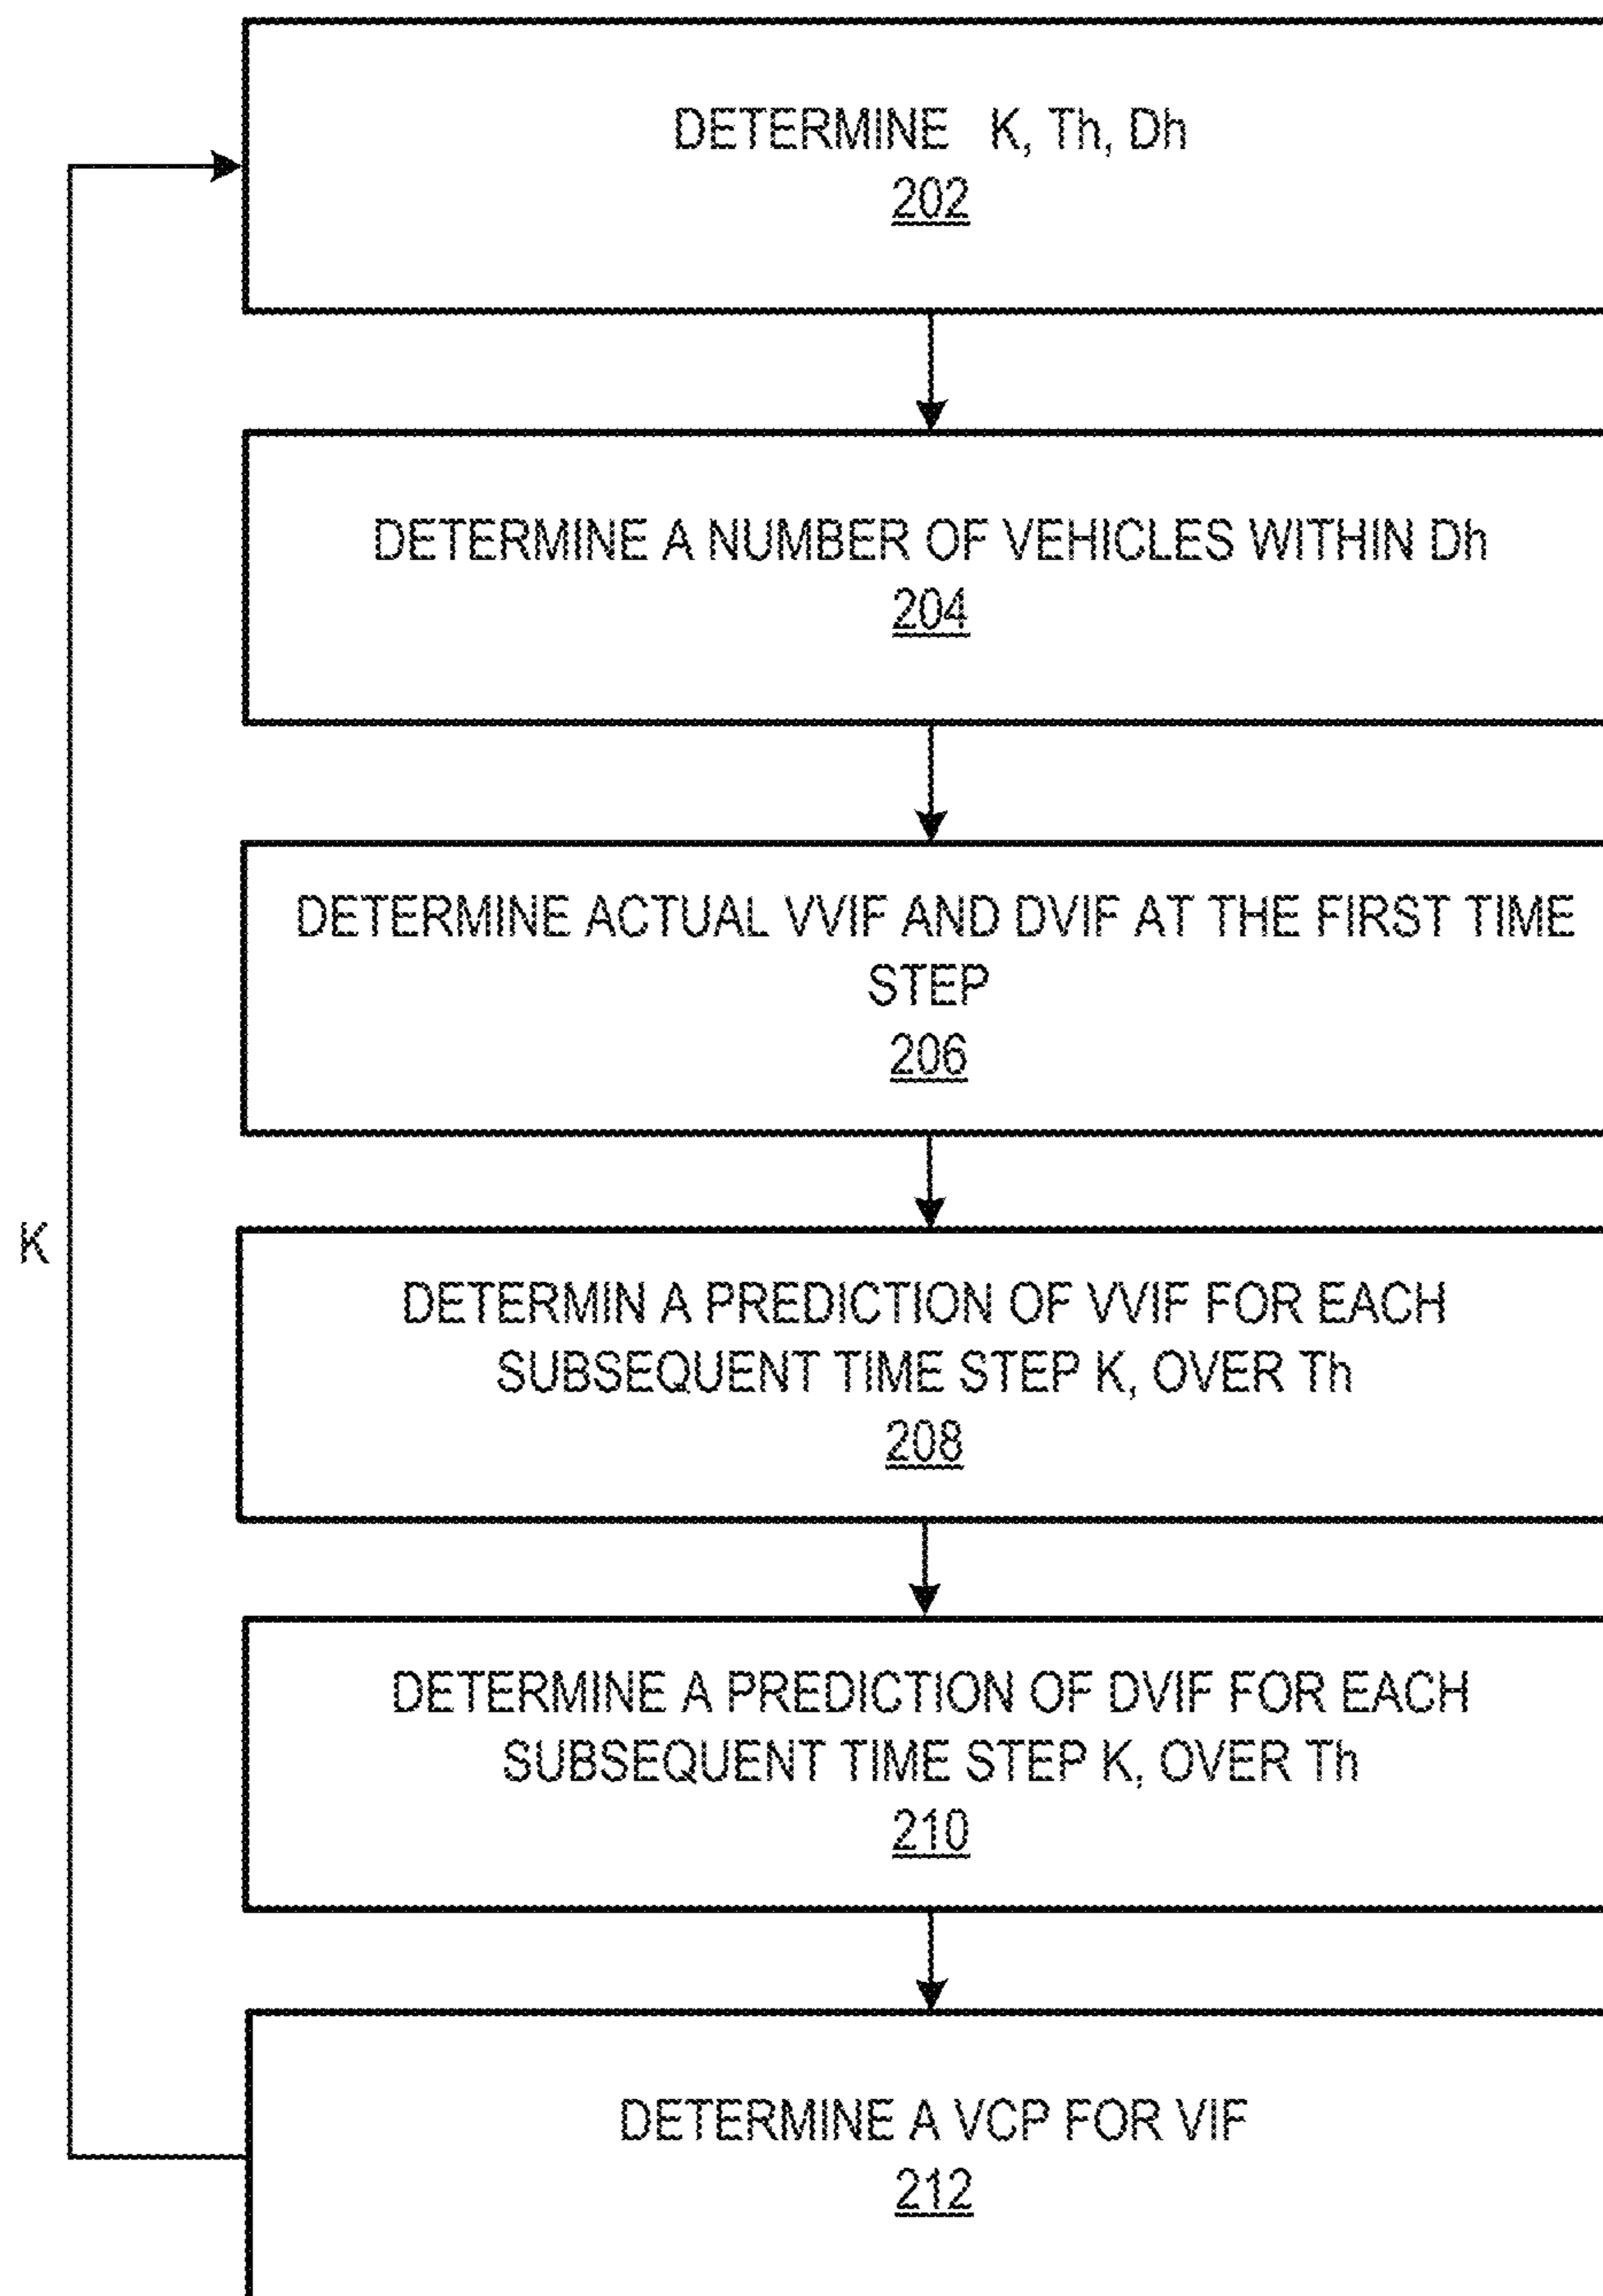 DETERMINE K, Th, Dh
202
DETERMINE A NUMBER OF VEHICLES WITHIN Dh
204
DETERMINE ACTUAL VVIF AND DVIF AT THE FIRST TIME
STEP
206
K
DETERMIN A PREDICTION OF VVIF FOR EACH
SUBSEQUENT TIME STEP K, OVER Th
208
DETERMINE A PREDICTION OF DVIF FOR EACH
SUBSEQUENT TIME STEP K, OVER Th
210
DETERMINE A VCP FOR VIF
212